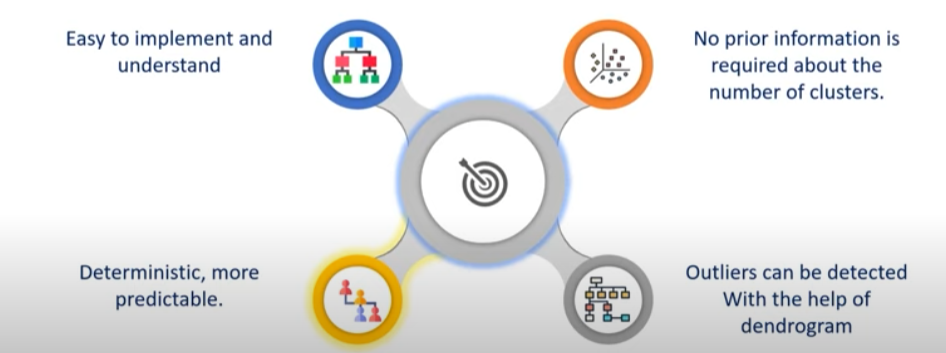 Easy to implement and
understand
No prior information is
required about the
number of clusters.
Deterministic, more
predictable.
Outliers can be detected
With the help of
dendrogram